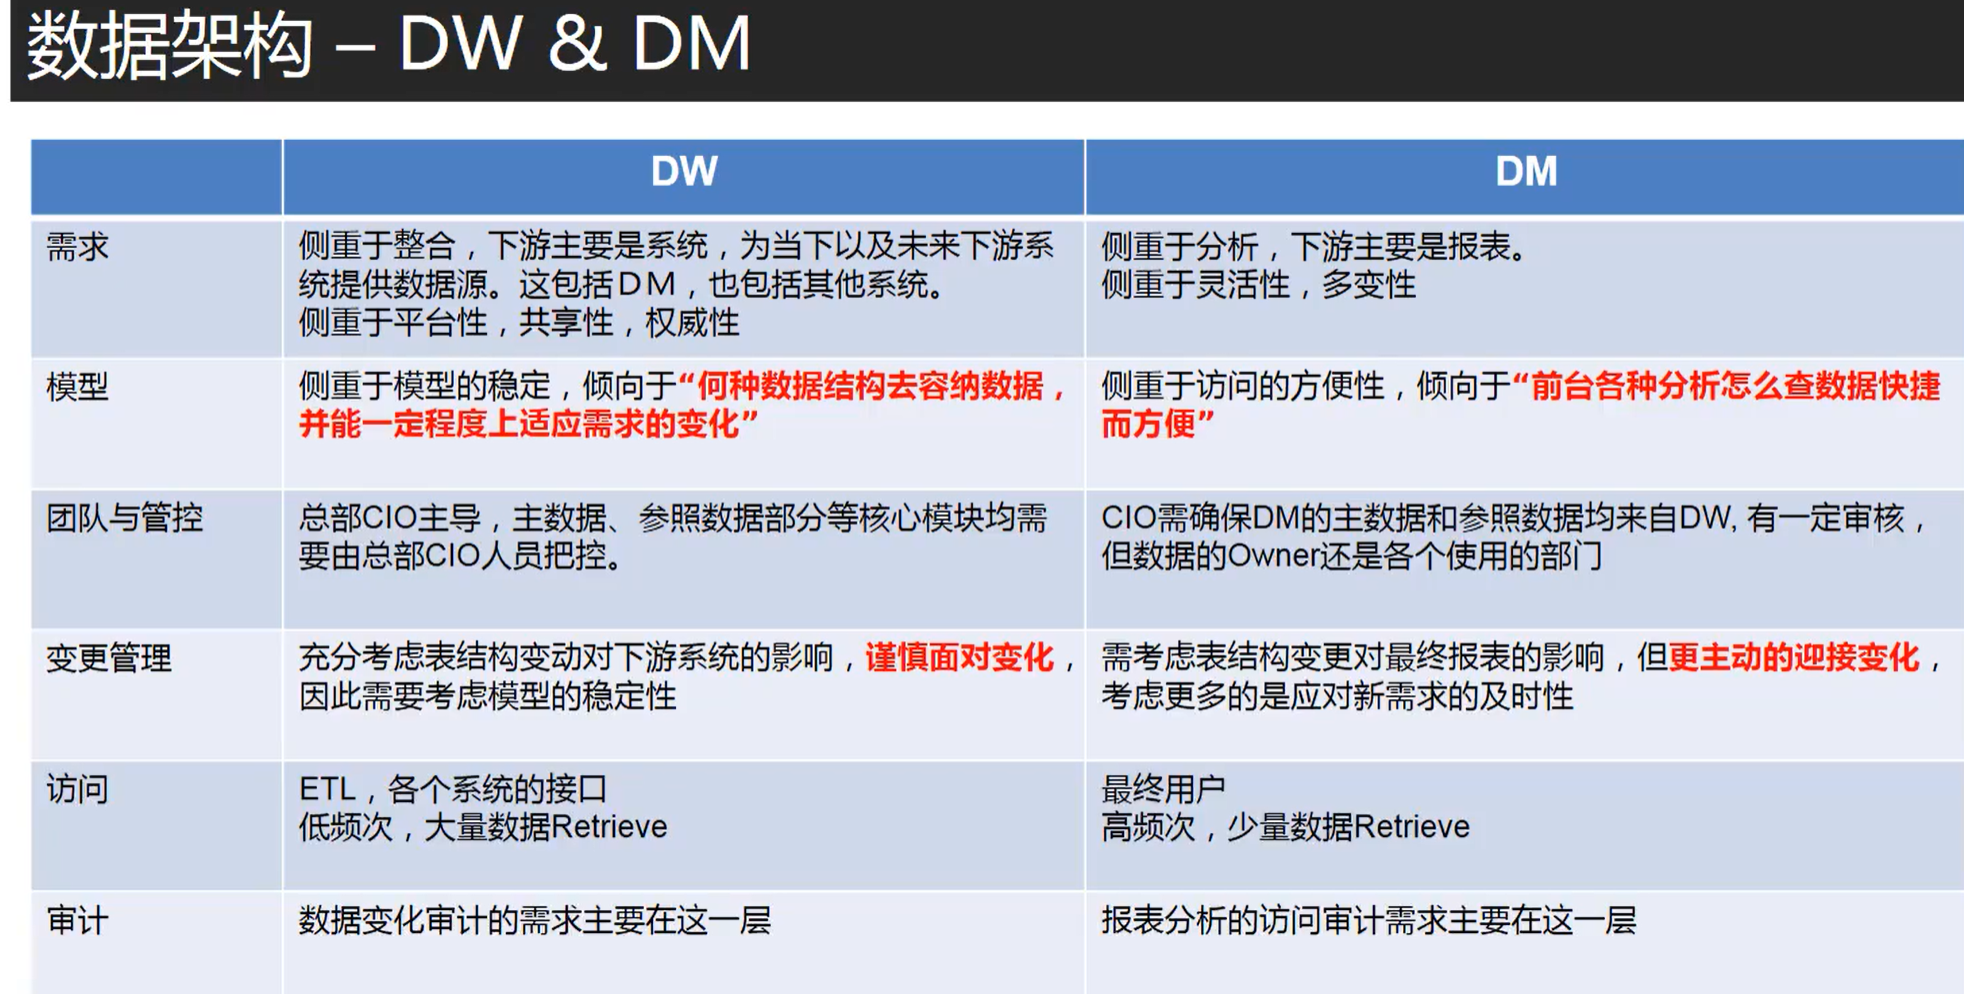 数据架构 – DW & DM
DW
DM
需求
侧重于整合，下游主要是系统，为当下以及未来下游系
统提供数据源。这包括ＤＭ，也包括其他系统。
侧重于平台性，共享性，权威性
侧重于分析，下游主要是报表。
侧重于灵活性，多变性
模型
侧重于模型的稳定，倾向于“何种数据结构去容纳数据，
并能一定程度上适应需求的变化”
侧重于访问的方便性，倾向于“前台各种分析怎么查数据快捷
而方便”
团队与管控
总部CIO主导，主数据、参照数据部分等核心模块均需
要由总部CIO人员把控。
CIO需确保DM的主数据和参照数据均来自DW, 有一定审核，
但数据的Owner还是各个使用的部门
变更管理
充分考虑表结构变动对下游系统的影响，谨慎面对变化，
因此需要考虑模型的稳定性
需考虑表结构变更对最终报表的影响，但更主动的迎接变化，
考虑更多的是应对新需求的及时性
访问
ETL，各个系统的接口
低频次，大量数据Retrieve
最终用户
高频次，少量数据Retrieve
审计
数据变化审计的需求主要在这一层
报表分析的访问审计需求主要在这一层